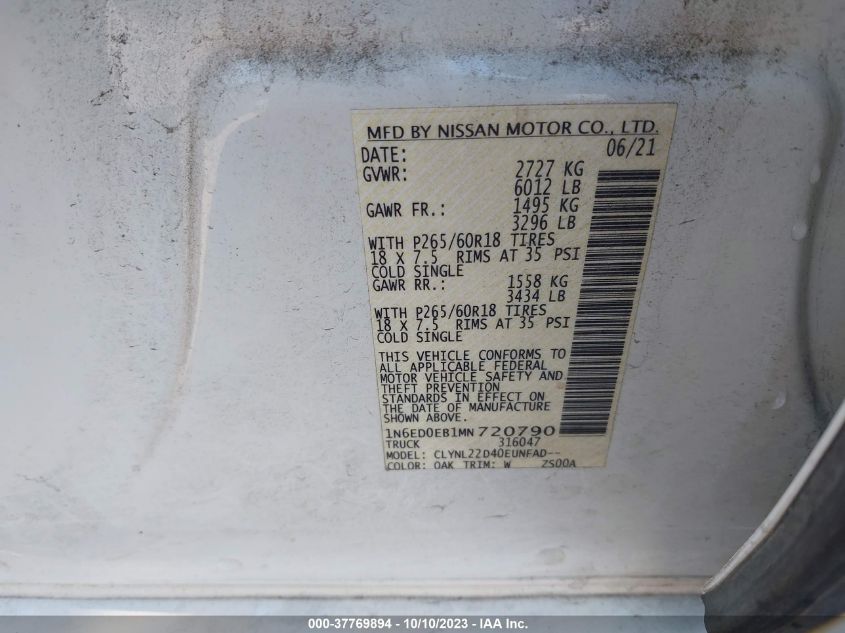 MFD BY NISSAN MOTOR CO., LTD.
DATE: 06/21
GVWR: 2727 KG
6012 LB
GAWR FR.: 1495 KG
3296 LB
WITH P265/60R18 TIRES
18 X 7.5 RIMS AT 35 PSI
COLD SINGLE
GAWR RR.: 1558 KG
3434 LB
WITH P265/60R18 TIRES
18 X 7.5 RIMS AT 35 PSI
COLD SINGLE
THIS VEHICLE CONFORMS TO
ALL APPLICABLE FEDERAL
MOTOR VEHICLE SAFETY AND
THEFT PREVENTION
STANDARDS IN EFFECT ON
THE DATE OF MANUFACTURE
SHOWN ABOVE.
1N6ED0EB1MN 720790
TRUCK 316047
MODEL: CLYNL22D40EUNFAD--
COLOR: QAK TRIM: W ZS00A
000-37769894 - 10/10/2023 - IAA Inc.